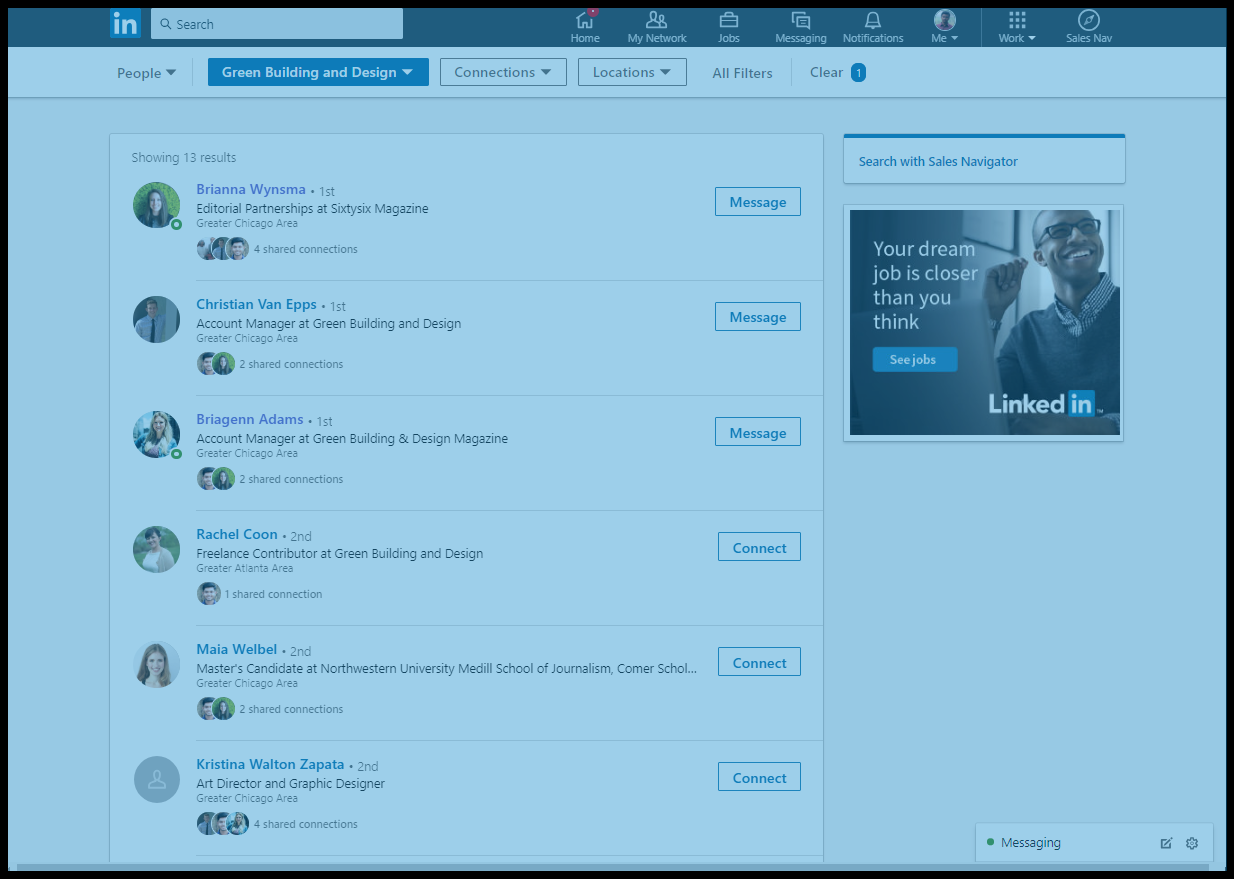 in Search
Home
My Network
Jobs
Messaging
Notifications
Me
Work
Sales Nav
People
Green Building and Design
Connections
Locations
All Filters
Clear 1
Showing 13 results
Brianna Wynsma • 1st
Editorial Partnerships at Sixtysix Magazine
Greater Chicago Area
4 shared connections
Message
Christian Van Epps • 1st
Account Manager at Green Building and Design
Greater Chicago Area
2 shared connections
Message
Briagenn Adams • 1st
Account Manager at Green Building & Design Magazine
Greater Chicago Area
2 shared connections
Message
Rachel Coon • 2nd
Freelance Contributor at Green Building and Design
Greater Atlanta Area
1 shared connection
Connect
Maia Welbel • 2nd
Master's Candidate at Northwestern University Medill School of Journalism, Comer Schol...
Greater Chicago Area
2 shared connections
Connect
Kristina Walton Zapata • 2nd
Art Director and Graphic Designer
Greater Chicago Area
4 shared connections
Connect
Search with Sales Navigator
Your dream
job is closer
than you
think
See jobs
Linked in ™
Messaging